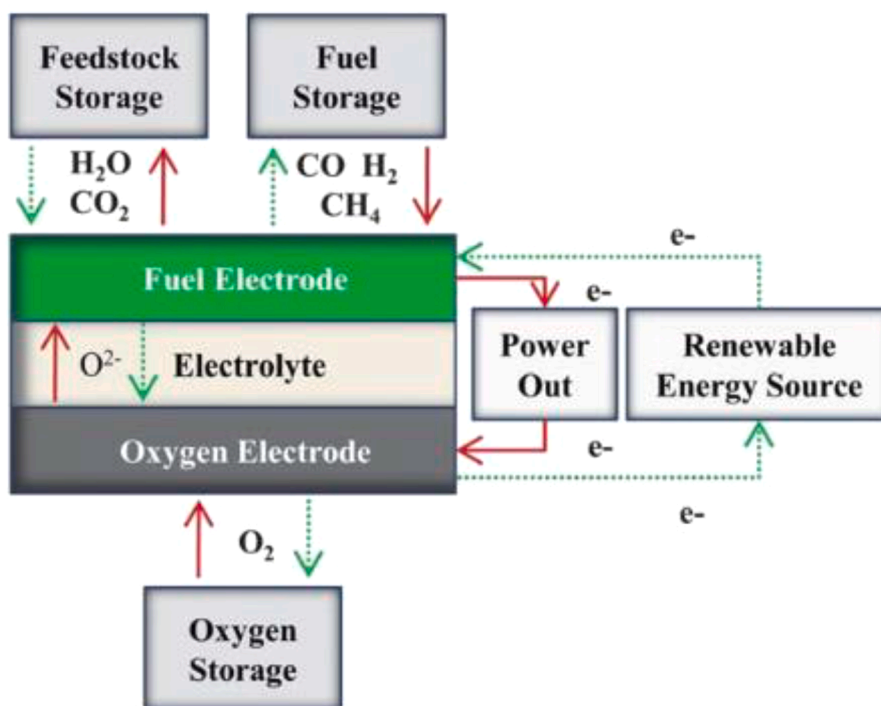 Feedstock
Storage
Fuel
Storage
H₂O
CO₂
CO H₂
CH₄
e-
Fuel Electrode
e-
O²⁻
Electrolyte
Power
Out
Renewable
Energy Source
Oxygen Electrode
e-
e-
O₂
Oxygen
Storage